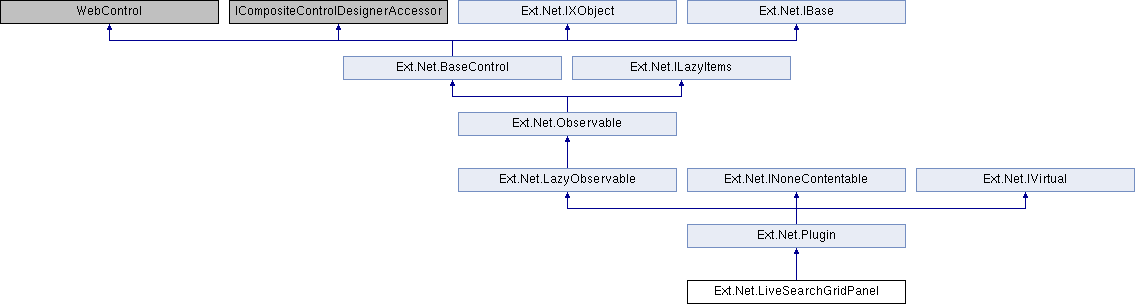 WebControl
ICompositeControlDesignerAccessor
Ext.Net.IXObject
Ext.Net.IBase
Ext.Net.BaseControl
Ext.Net.ILazyItems
Ext.Net.Observable
Ext.Net.LazyObservable
Ext.Net.INoneContentable
Ext.Net.IVirtual
Ext.Net.Plugin
Ext.Net.LiveSearchGridPanel